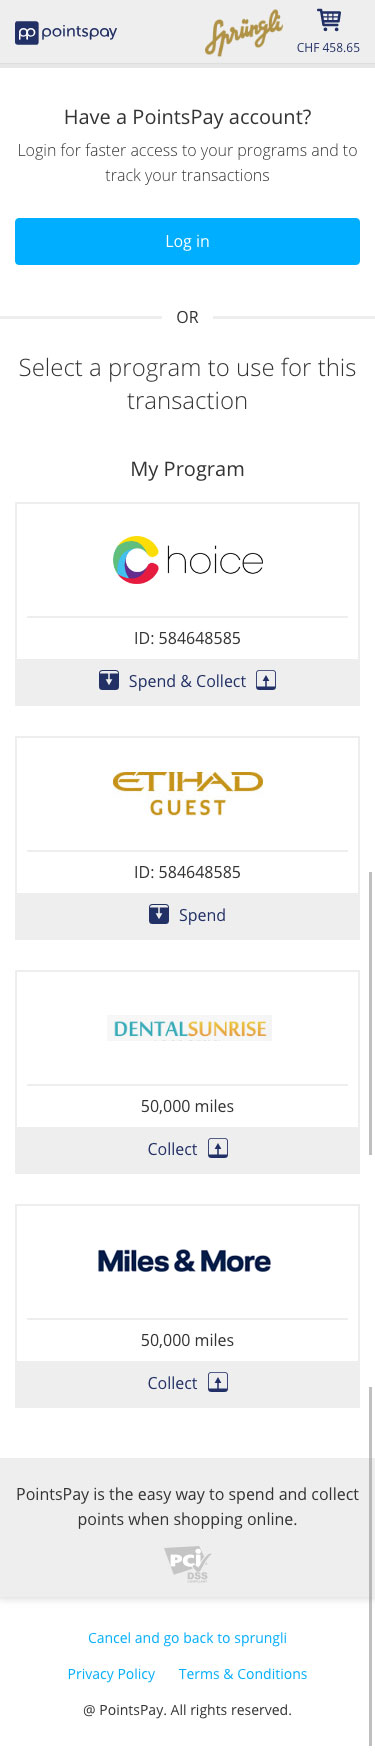 pp pointspay
Sprüngli
CHF 458.65
Have a PointsPay account?
Login for faster access to your programs and to
track your transactions
Log in
OR
Select a program to use for this
transaction
My Program
Choice
ID: 584648585
Spend & Collect
ETIHAD
GUEST
ID: 584648585
Spend
DENTALSUNRISE
50,000 miles
Collect
Miles & More
50,000 miles
Collect
PointsPay is the easy way to spend and collect
points when shopping online.
PCI
DSS
Cancel and go back to sprungli
Privacy Policy Terms & Conditions
@ PointsPay. All rights reserved.